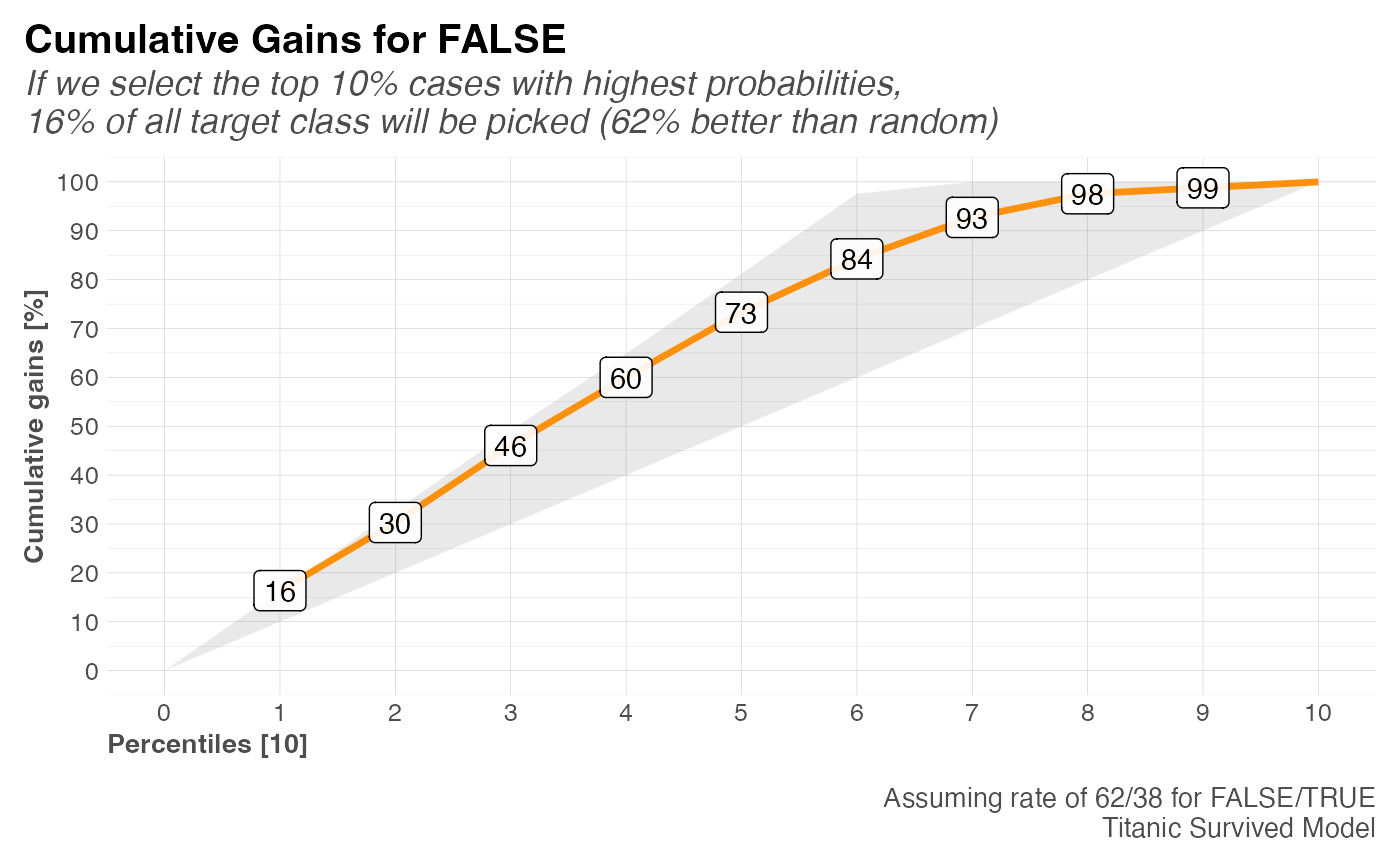 Cumulative Gains for FALSE
If we select the top 10% cases with highest probabilities,
16% of all target class will be picked (62% better than random)
Cumulative gains [%]
100
90
80
70
60
50
40
30
20
10
0
16
30
46
60
73
84
93
98
99
0 1 2 3 4 5 6 7 8 9 10
Percentiles [10]
Assuming rate of 62/38 for FALSE/TRUE
Titanic Survived Model